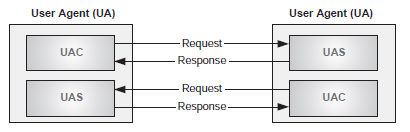 User Agent (UA) User Agent (UA)
UAC Request UAS
Response
UAS Request UAC
Response